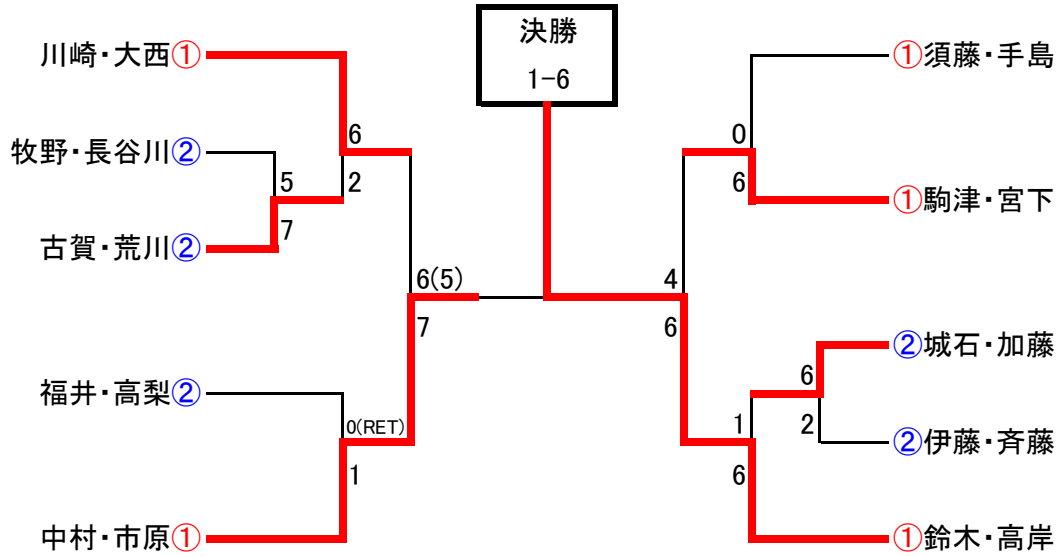 決勝
1-6
川崎・大西①
6
牧野・長谷川②
5
2
7
古賀・荒川②
6(5)
7
福井・高梨②
0(RET)
1
中村・市原①
①須藤・手島
0
6
①駒津・宮下
4
6
②城石・加藤
6
1
2
②伊藤・斉藤
6
①鈴木・高岸